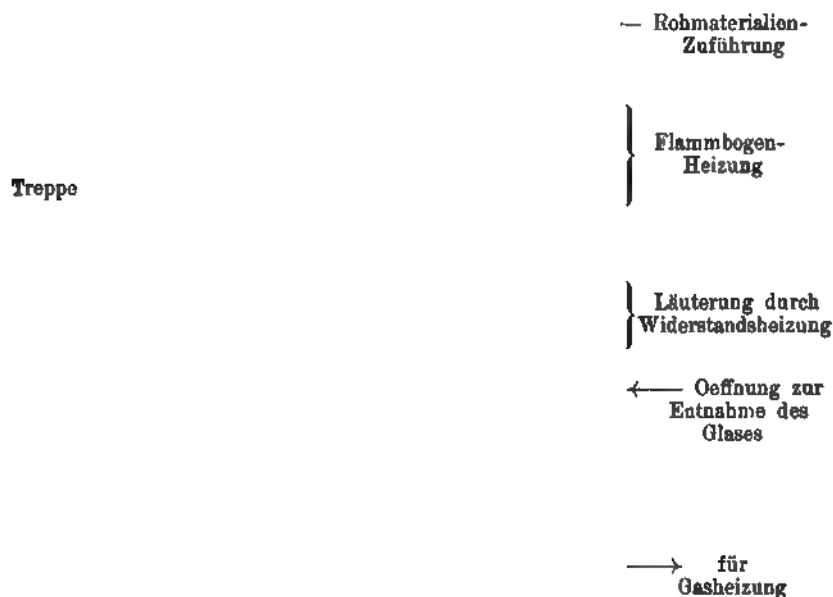 Rohmaterialien-
Zuführung
Flammbogen-
Heizung
Treppe
Läuterung durch
Widerstandsheizung
Oeffnung zur
Entnahme des
Glases
für
Gasheizung